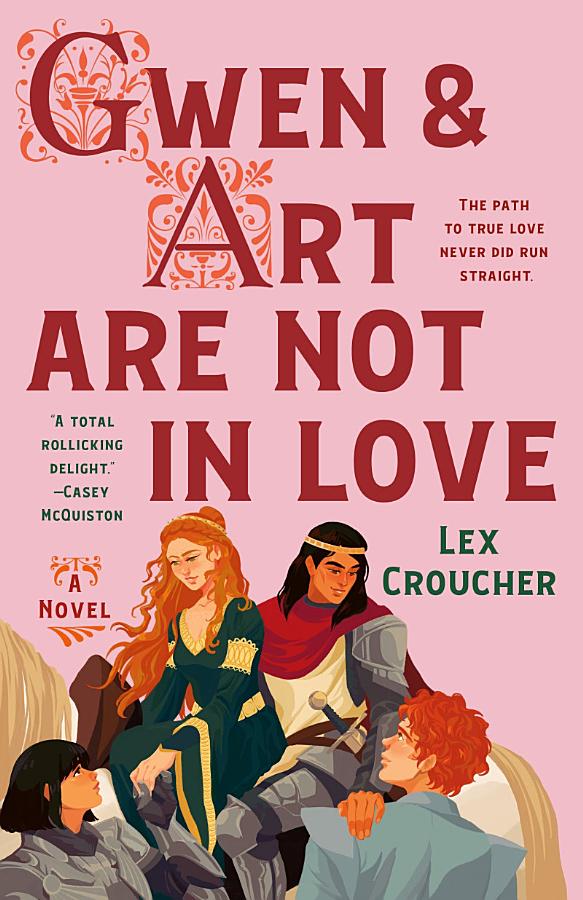 GWEN &
ART
THE PATH
TO TRUE LOVE
NEVER DID RUN
STRAIGHT.
ARE NOT
IN LOVE
"A TOTAL
ROLLICKING
DELIGHT."
—CASEY
MCQUISTON
LEX
CROUCHER
A
NOVEL